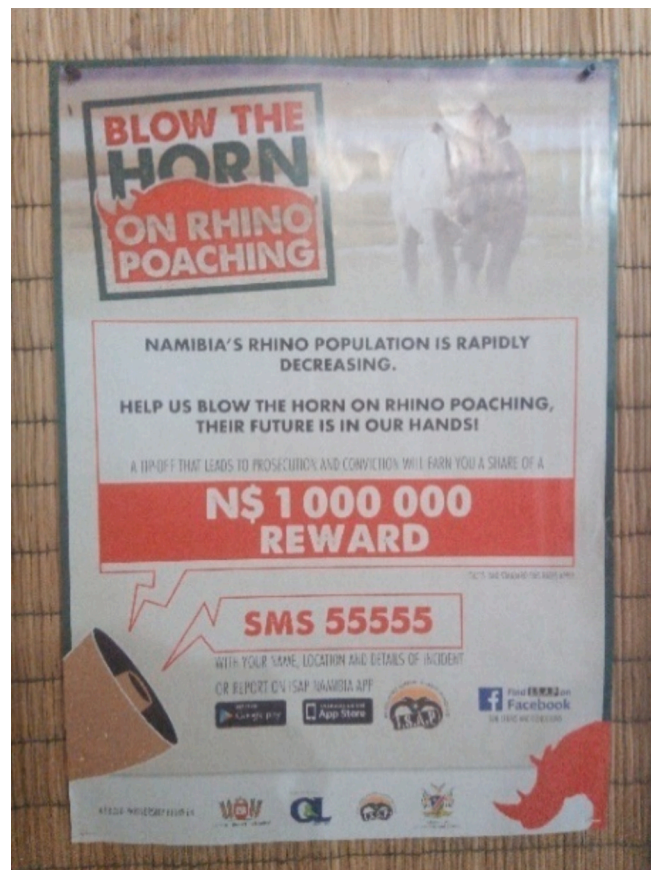 BLOW THE
HORN
ON RHINO
POACHING
NAMIBIA'S RHINO POPULATION IS RAPIDLY
DECREASING.
HELP US BLOW THE HORN ON RHINO POACHING,
THEIR FUTURE IS IN OUR HANDS!
A TIP-OFF THAT LEADS TO PROSECUTION AND CONVICTION WILL EARN YOU A SHARE OF A
N$ 1 000 000
REWARD
SMS 55555
WITH YOUR NAME, LOCATION AND DETAILS OF INCIDENT
OR REPORT ON ISAP NAMIBIA APP
Google play
App Store
I.S.A.P
Find I.S.A.P on
Facebook